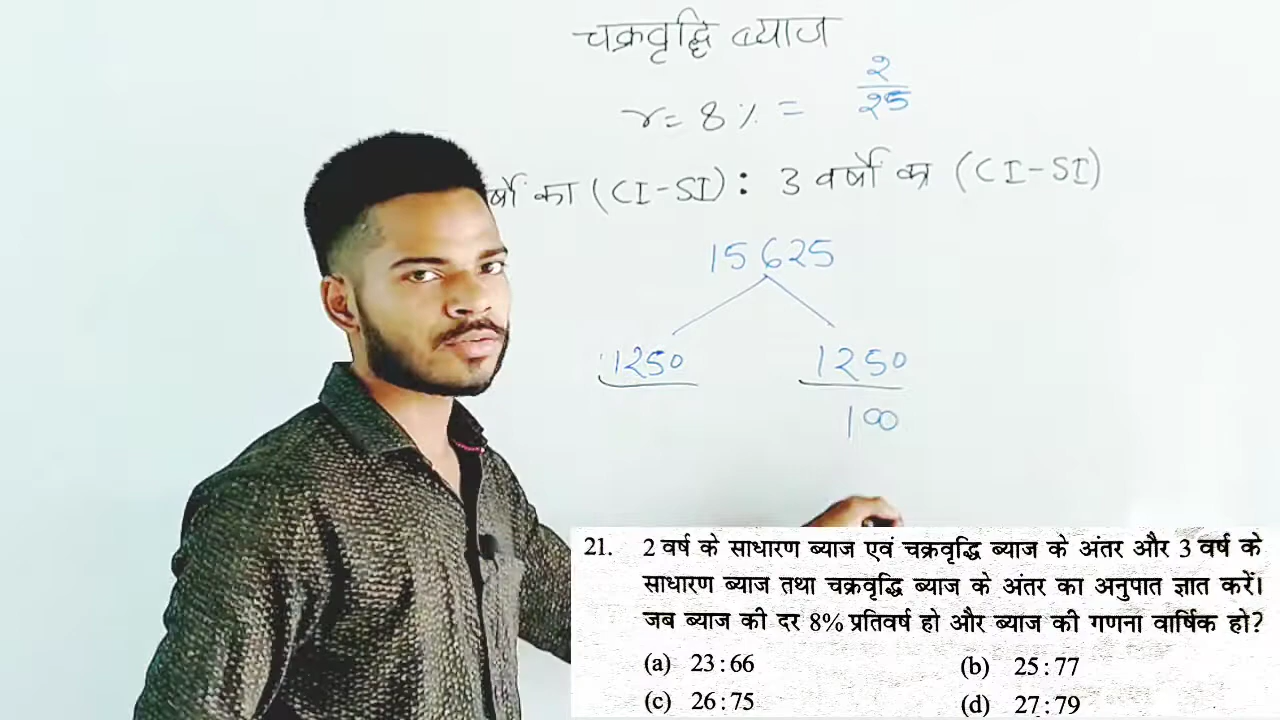 चक्रवृद्धि ब्याज
r = 8 % = 2/25
र्षो का (CI-SI) : 3 वर्षो का (CI-SI)
15625
1250 1250
100
21. 2 वर्ष के साधारण ब्याज एवं चक्रवृद्धि ब्याज के अंतर और 3 वर्ष के
साधारण ब्याज तथा चक्रवृद्धि ब्याज के अंतर का अनुपात ज्ञात करें।
जब ब्याज की दर 8% प्रतिवर्ष हो और ब्याज की गणना वार्षिक हो?
(a) 23 : 66 (b) 25 : 77
(c) 26 : 75 (d) 27 : 79